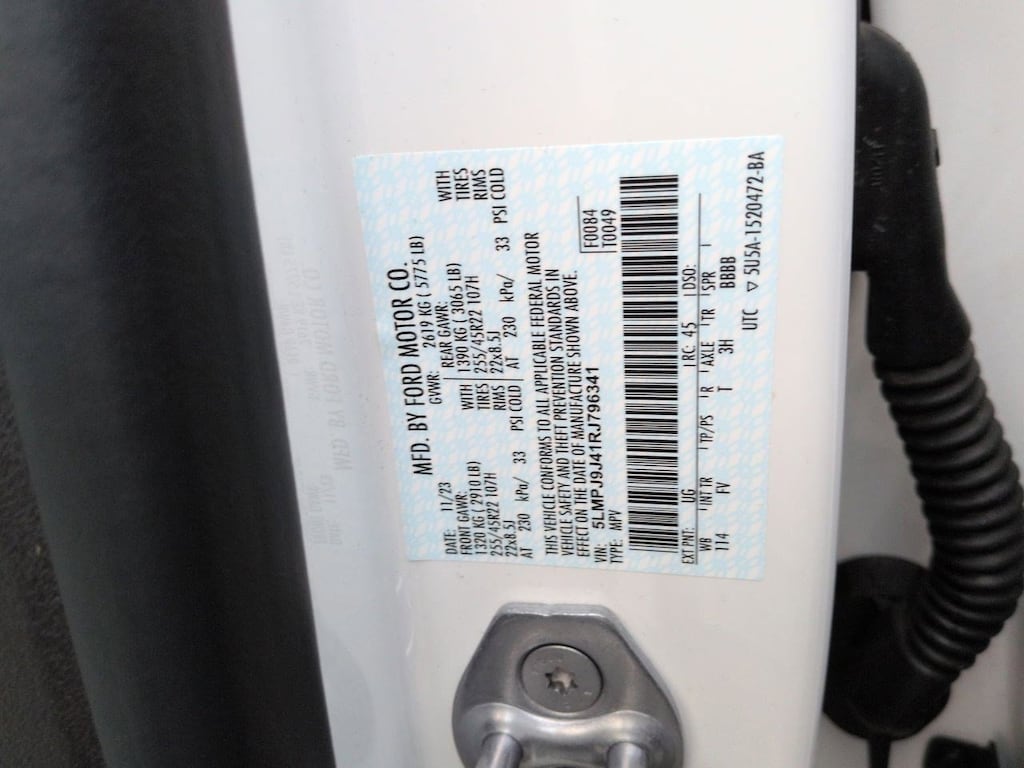 MFD. BY FORD MOTOR CO.
DATE: 11/23 GVWR: 2619 KG ( 5775 LB)
FRONT GAWR: REAR GAWR:
1320 KG ( 2910 LB) WITH 1390 KG ( 3065 LB) WITH
255/45R22 107H TIRES 255/45R22 107H TIRES
22x8.5J RIMS 22x8.5J RIMS
AT 230 kPa/ 33 PSI COLD AT 230 kPa/ 33 PSI COLD
THIS VEHICLE CONFORMS TO ALL APPLICABLE FEDERAL MOTOR
VEHICLE SAFETY AND THEFT PREVENTION STANDARDS IN
EFFECT ON THE DATE OF MANUFACTURE SHOWN ABOVE.
VIN: 5LMPJ9J41RJ796341 F0084
TYPE: MPV T0049
EXT PNT: UG RC: 45 DSO:
WB INT TR TP/PS R AXLE TR SPR
114 FV T 3H BBBB
UTC ▽ 5U5A-1520472-BA